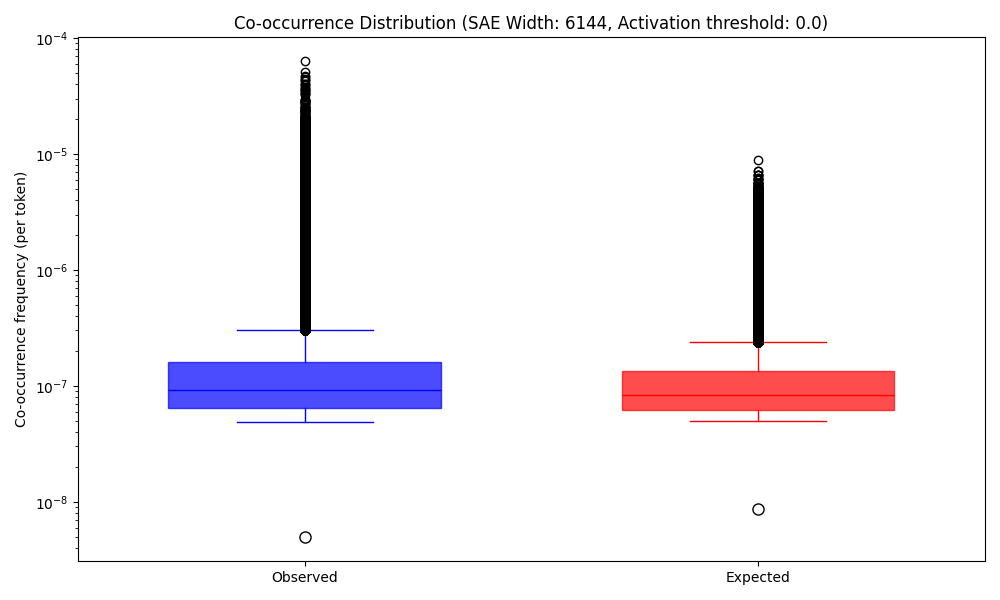 Co-occurrence Distribution (SAE Width: 6144, Activation threshold: 0.0)
Co-occurrence frequency (per token)
10⁻⁴
10⁻⁵
10⁻⁶
10⁻⁷
10⁻⁸
Observed
Expected